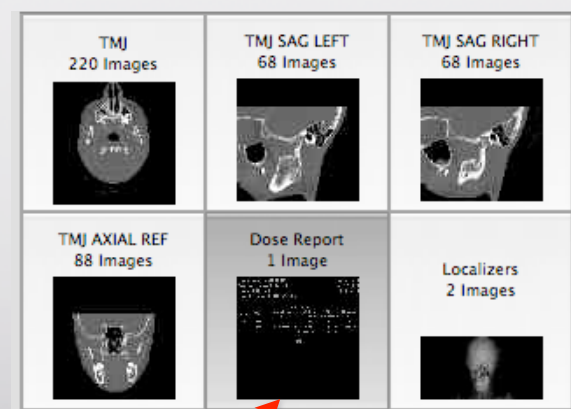 TMJ
220 Images
TMJ SAG LEFT
68 Images
TMJ SAG RIGHT
68 Images
TMJ AXIAL REF
88 Images
Dose Report
1 Image
Localizers
2 Images